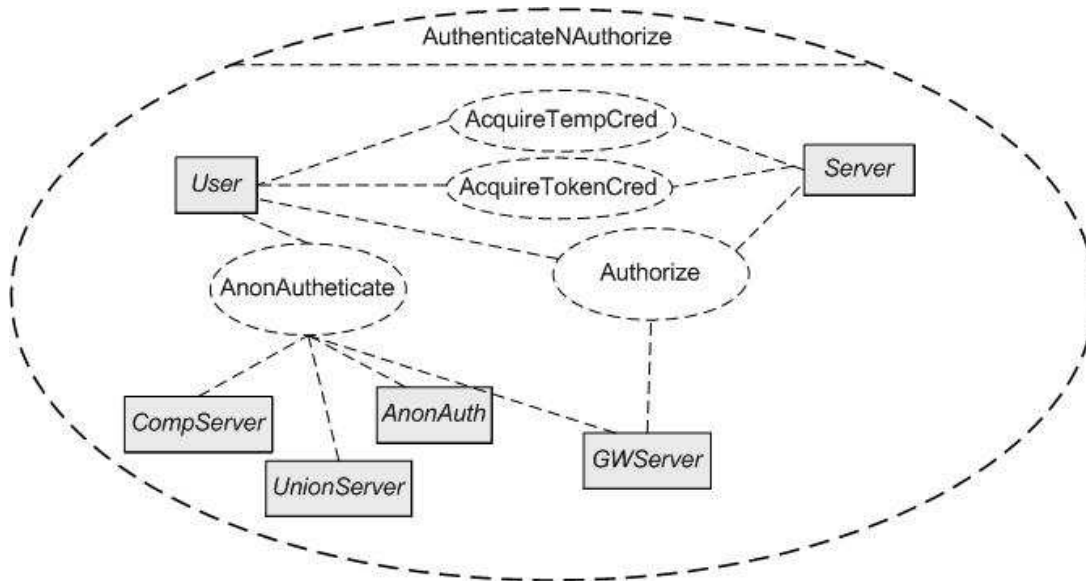 AuthenticateNAuthorize
AcquireTempCred
User
AcquireTokenCred
Server
AnonAutheticate
Authorize
CompServer
AnonAuth
UnionServer
GWServer